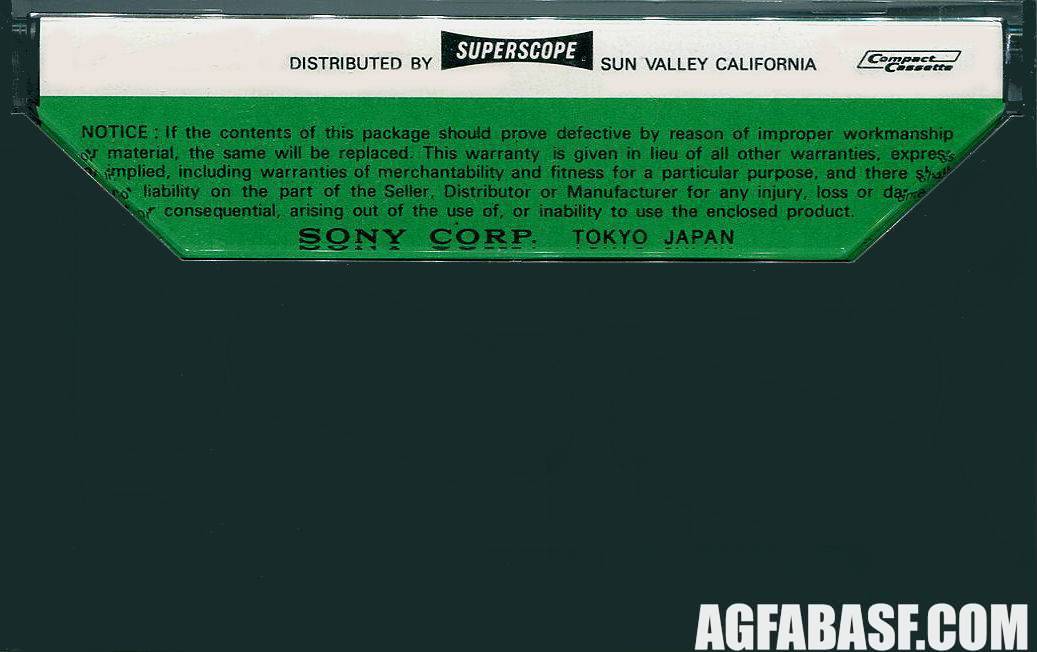 DISTRIBUTED BY SUPERSCOPE SUN VALLEY CALIFORNIA
Compact Cassette
NOTICE : If the contents of this package should prove defective by reason of improper workmanship
or material, the same will be replaced. This warranty is given in lieu of all other warranties, express
implied, including warranties of merchantability and fitness for a particular purpose, and there shall
liability on the part of the Seller, Distributor or Manufacturer for any injury, loss or
or consequential, arising out of the use of, or inability to use the enclosed product.
SONY CORP. TOKYO JAPAN
AGFABASF.COM